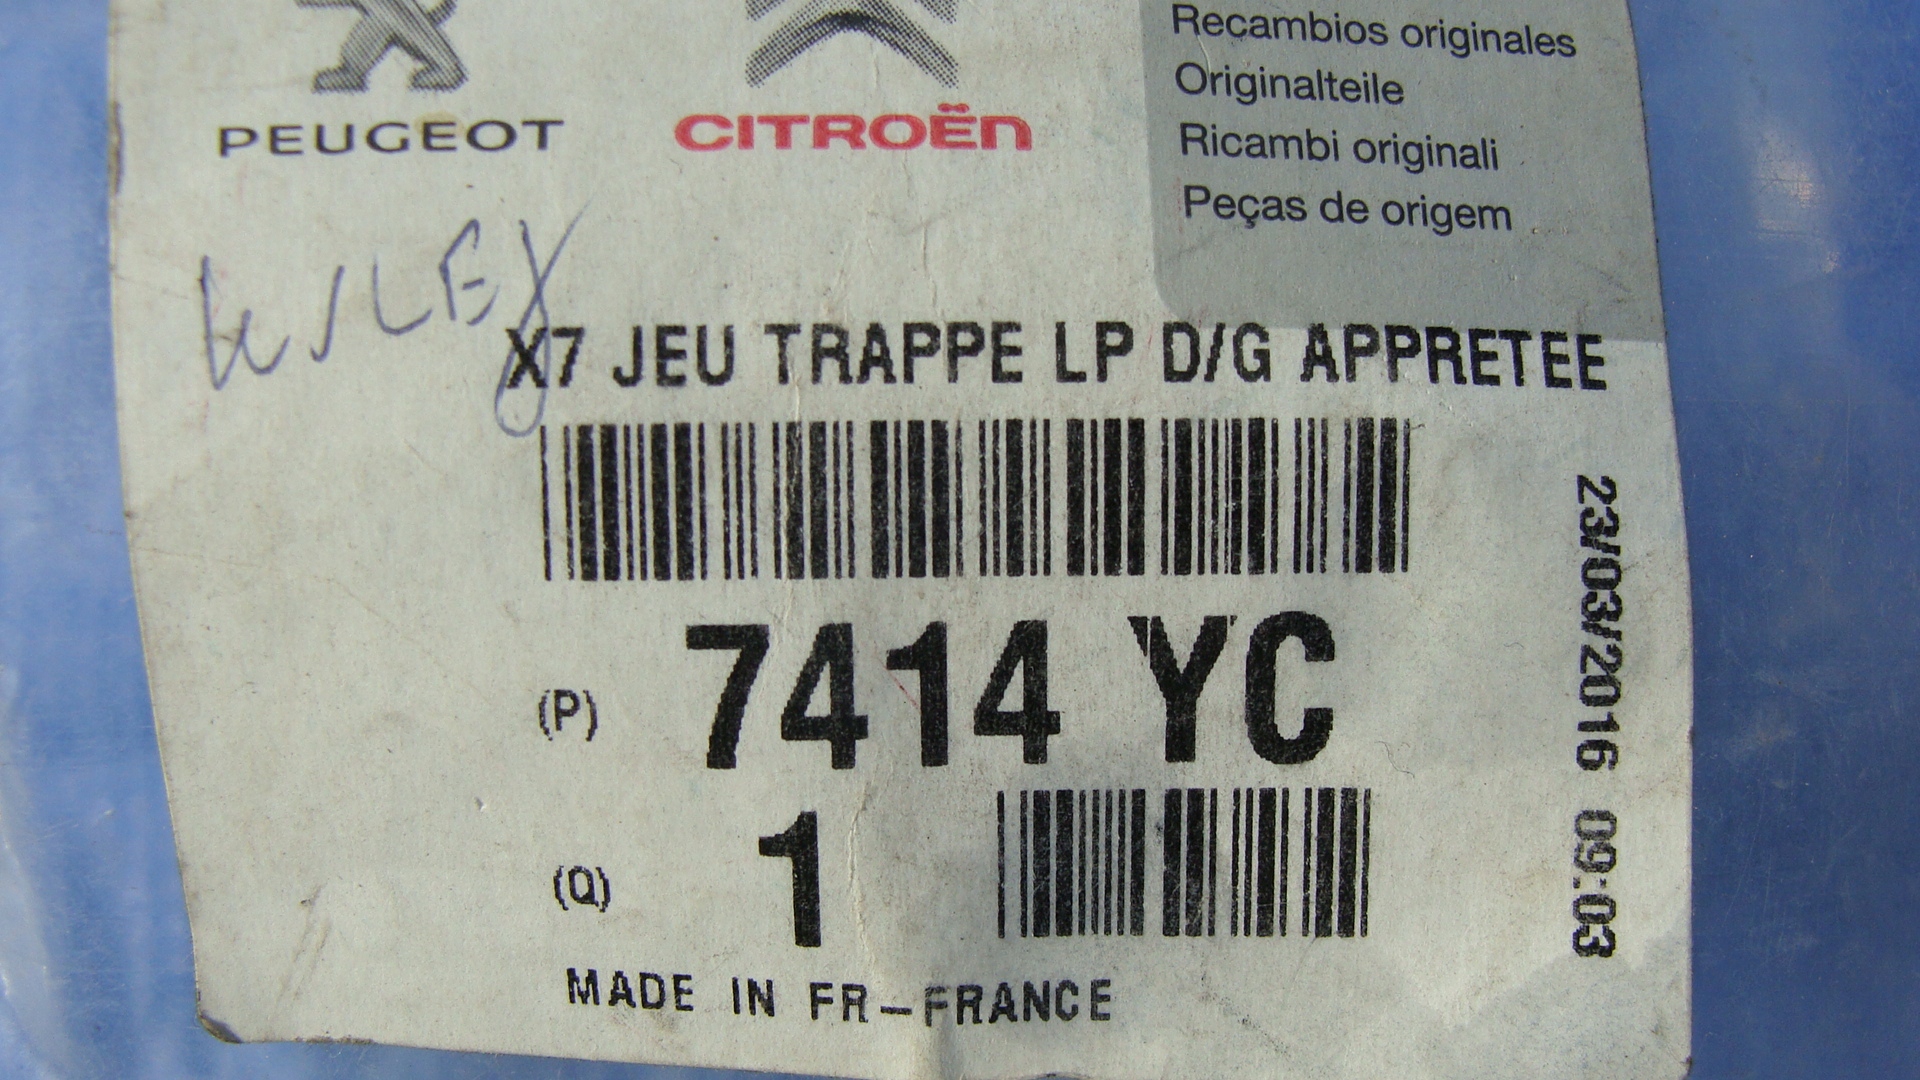 PEUGEOT
CITROËN
Recambios originales
Originalteile
Ricambi originali
Peças de origem
X7 JEU TRAPPE LP D/G APPRETEE
(P) 7414 YC
(Q) 1
MADE IN FR-FRANCE
23/03/2016 09:03